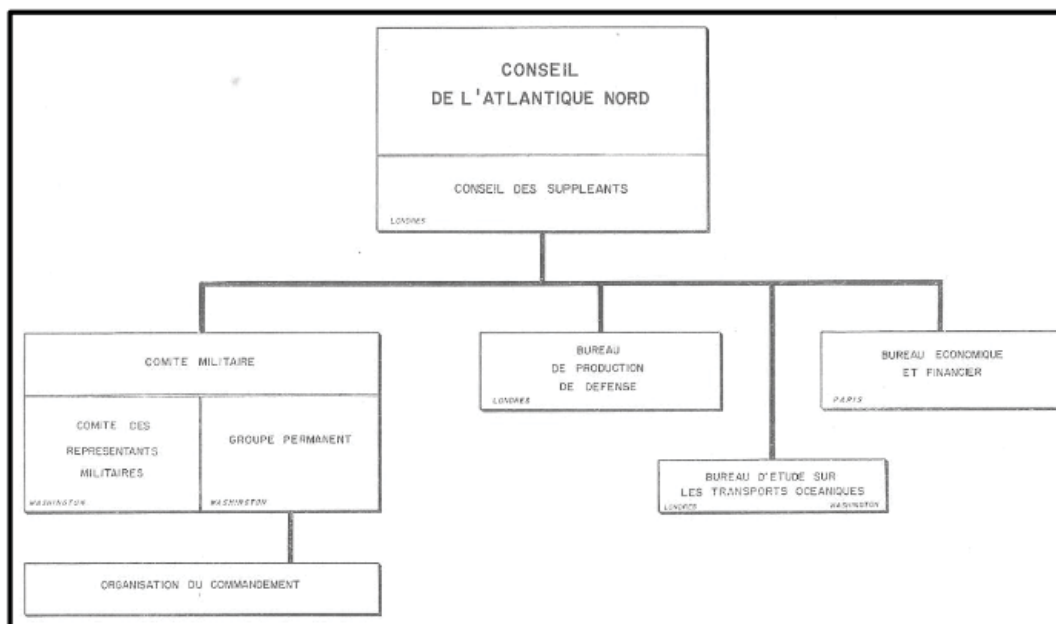 CONSEIL
DE L'ATLANTIQUE NORD
CONSEIL DES SUPPLEANTS
LONDRES
COMITE MILITAIRE
COMITE DES
REPRESENTANTS
MILITAIRES
WASHINGTON
GROUPE PERMANENT
WASHINGTON
ORGANISATION DU COMMANDEMENT
BUREAU
DE PRODUCTION
DE DEFENSE
LONDRES
BUREAU D'ETUDE SUR
LES TRANSPORTS OCEANIQUES
LONDRES WASHINGTON
BUREAU ECONOMIQUE
ET FINANCIER
PARIS